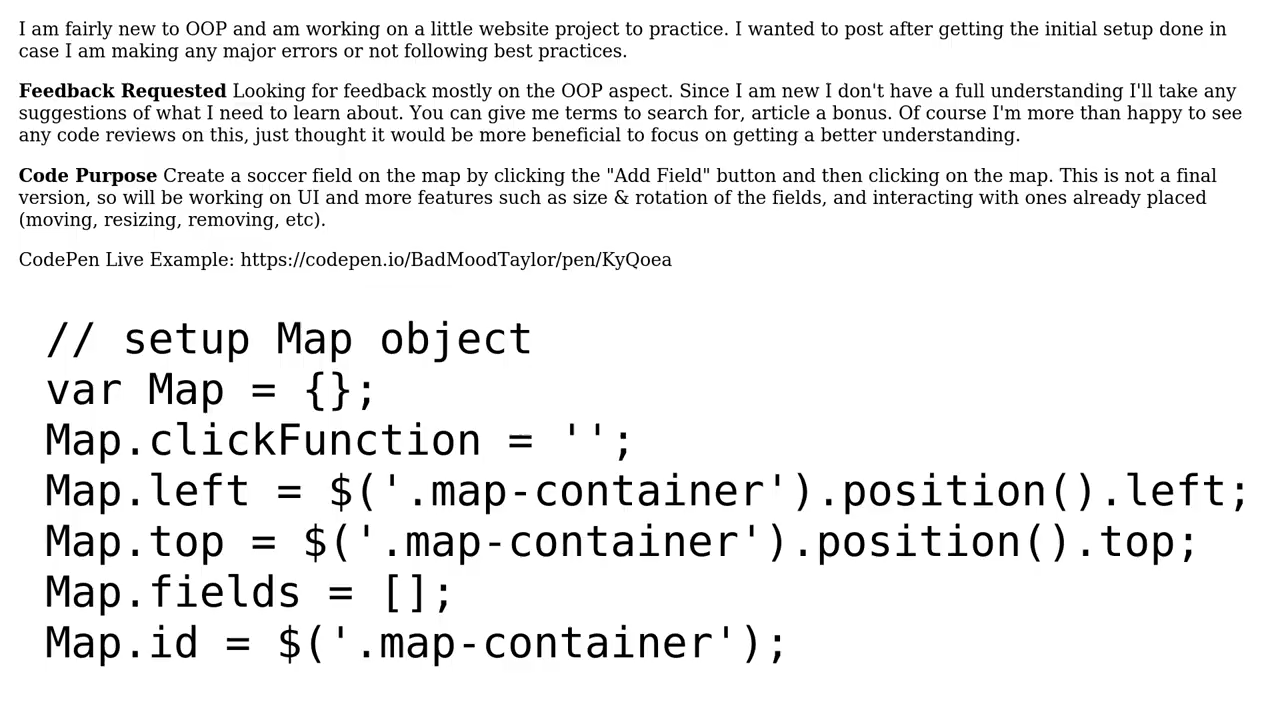 I am fairly new to OOP and am working on a little website project to practice. I wanted to post after getting the initial setup done in
case I am making any major errors or not following best practices.
Feedback Requested Looking for feedback mostly on the OOP aspect. Since I am new I don't have a full understanding I'll take any
suggestions of what I need to learn about. You can give me terms to search for, article a bonus. Of course I'm more than happy to see
any code reviews on this, just thought it would be more beneficial to focus on getting a better understanding.
Code Purpose Create a soccer field on the map by clicking the "Add Field" button and then clicking on the map. This is not a final
version, so will be working on UI and more features such as size & rotation of the fields, and interacting with ones already placed
(moving, resizing, removing, etc).
CodePen Live Example: https://codepen.io/BadMoodTaylor/pen/KyQoea
// setup Map object
var Map = {};
Map.clickFunction = '';
Map.left = $('.map-container').position().left;
Map.top = $('.map-container').position().top;
Map.fields = [];
Map.id = $('.map-container');